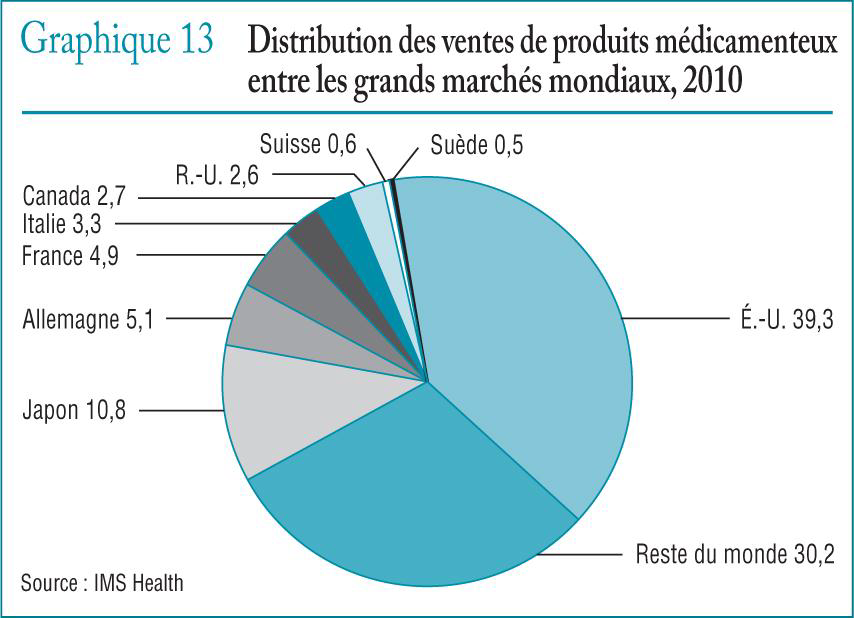 Graphique 13
Distribution des ventes de produits médicamenteux
entre les grands marchés mondiaux, 2010
Suisse 0,6
Suède 0,5
R.-U. 2,6
Canada 2,7
Italie 3,3
France 4,9
Allemagne 5,1
É.-U. 39,3
Japon 10,8
Reste du monde 30,2
Source : IMS Health